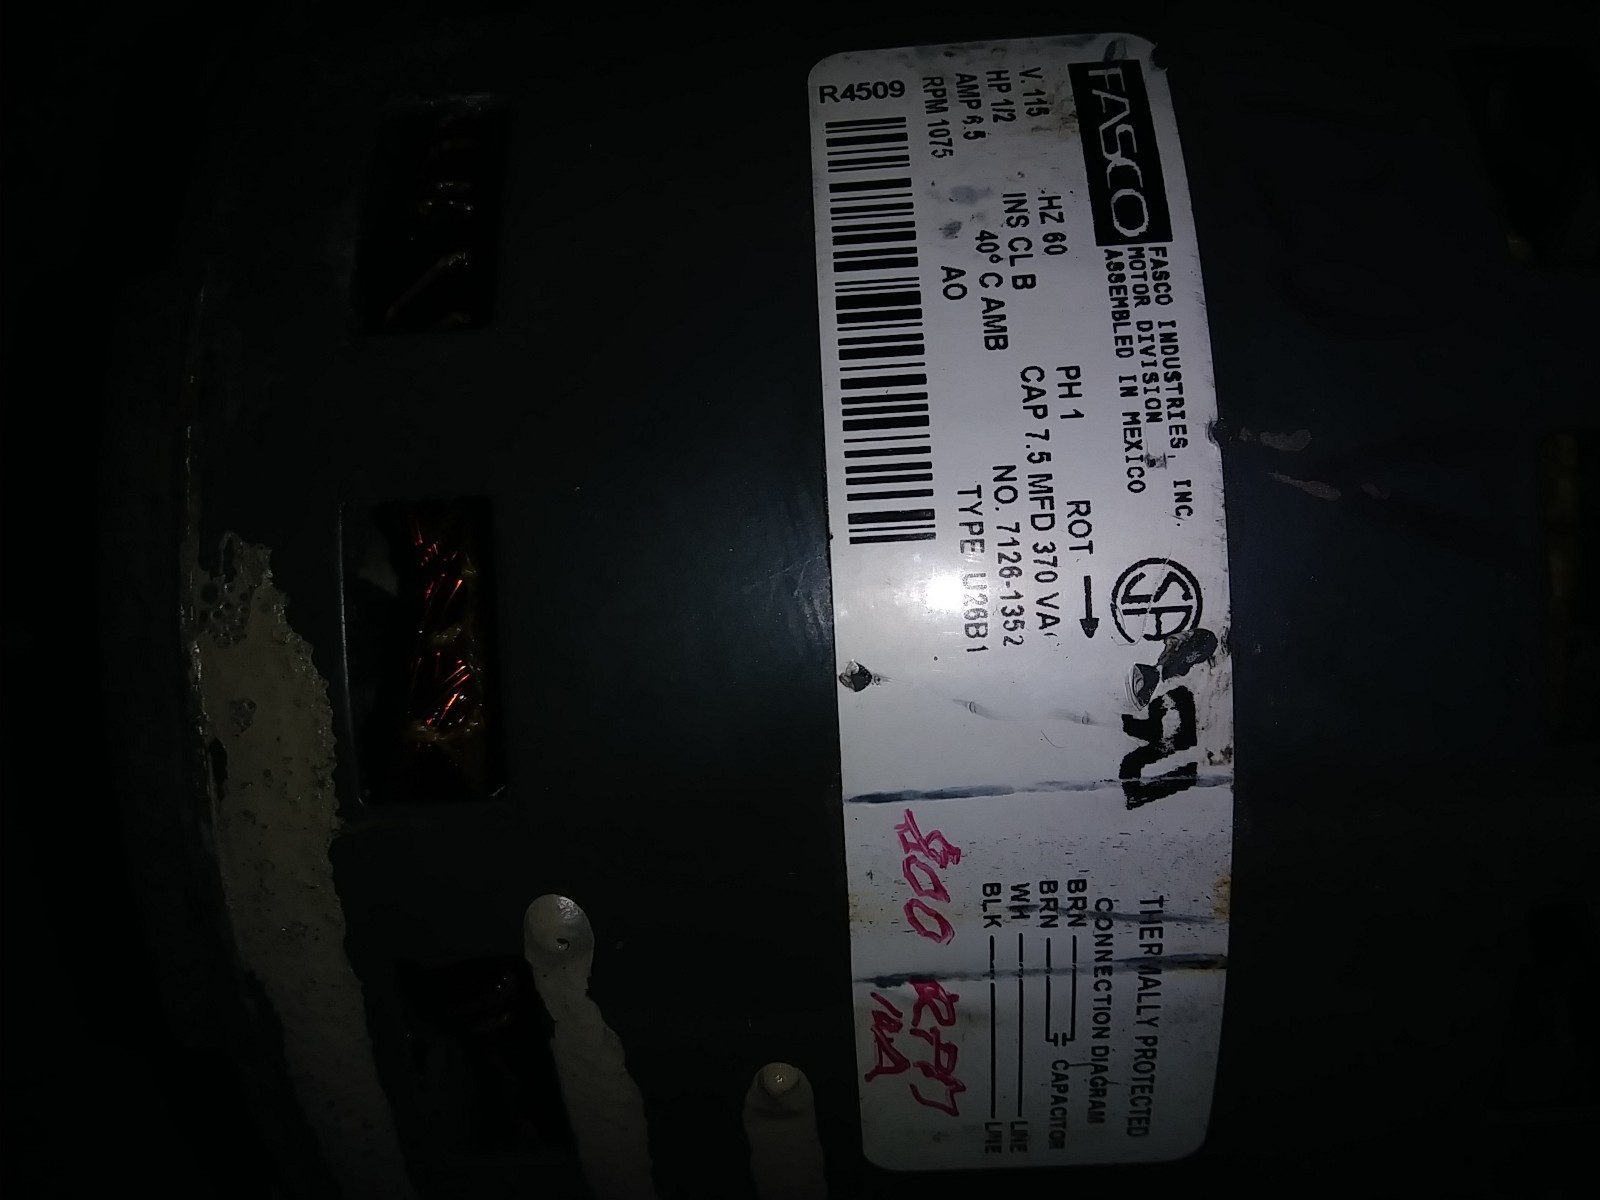 FASCO
FASCO INDUSTRIES, INC.
MOTOR DIVISION
ASSEMBLED IN MEXICO
V. 115 HZ 60 PH 1 ROT
HP 1/2 INS CL B CAP 7.5 MFD 370 VA
AMP 6.5 40° C AMB NO. 7126-1352
RPM 1075 AO TYPE U26B1
R4509
THERMALLY PROTECTED
CONNECTION DIAGRAM
BRN
BRN CAPACITOR
WH LINE
BLK LINE
RPM